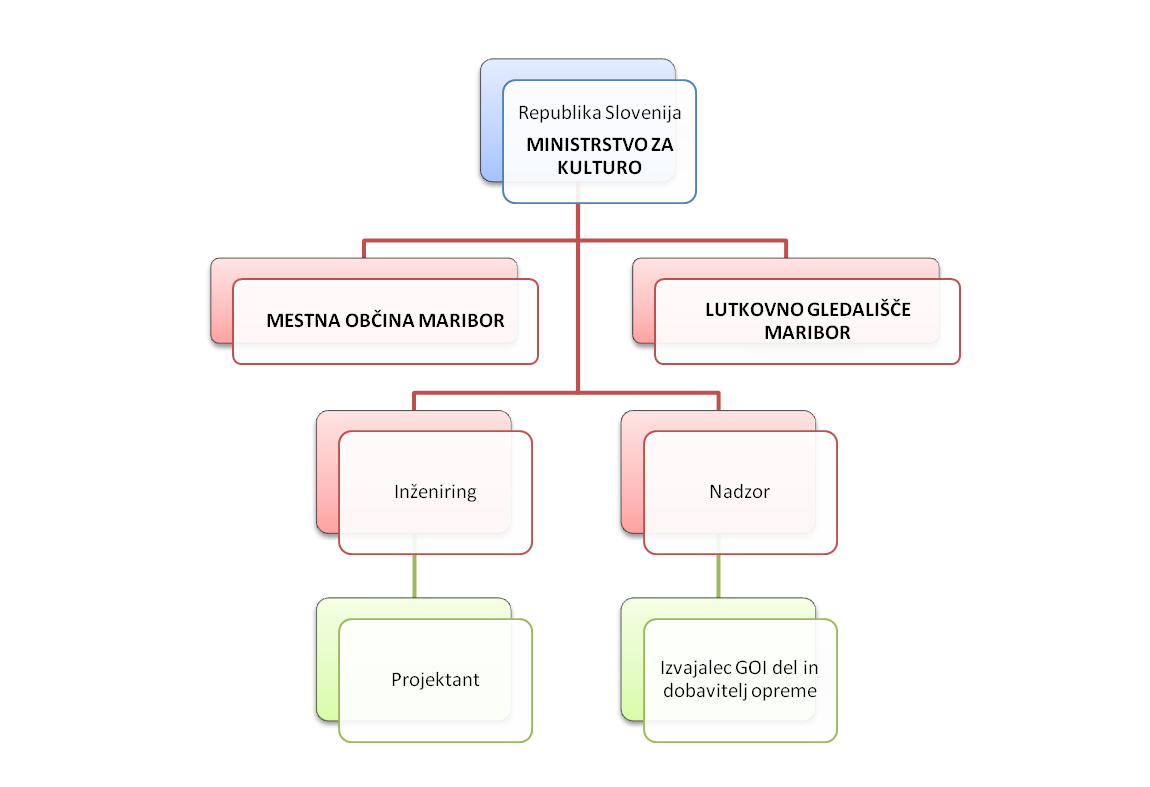 Republika Slovenija
MINISTRSTVO ZA
KULTURO
MESTNA OBČINA MARIBOR
LUTKOVNO GLEDALIŠČE
MARIBOR
Inženiring
Nadzor
Projektant
Izvajalec GOI del in
dobavitelj opreme